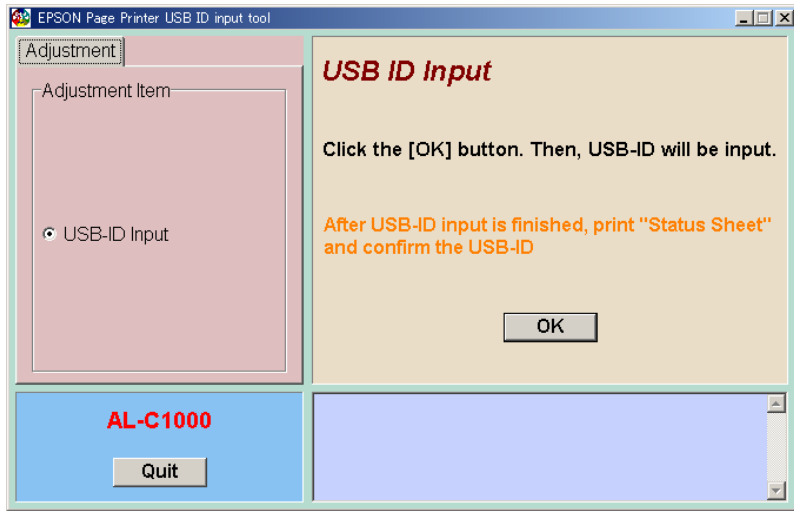 EPSON Page Printer USB ID input tool
Adjustment
Adjustment Item
USB-ID Input
USB ID Input
Click the [OK] button. Then, USB-ID will be input.
After USB-ID input is finished, print "Status Sheet"
and confirm the USB-ID
OK
AL-C1000
Quit